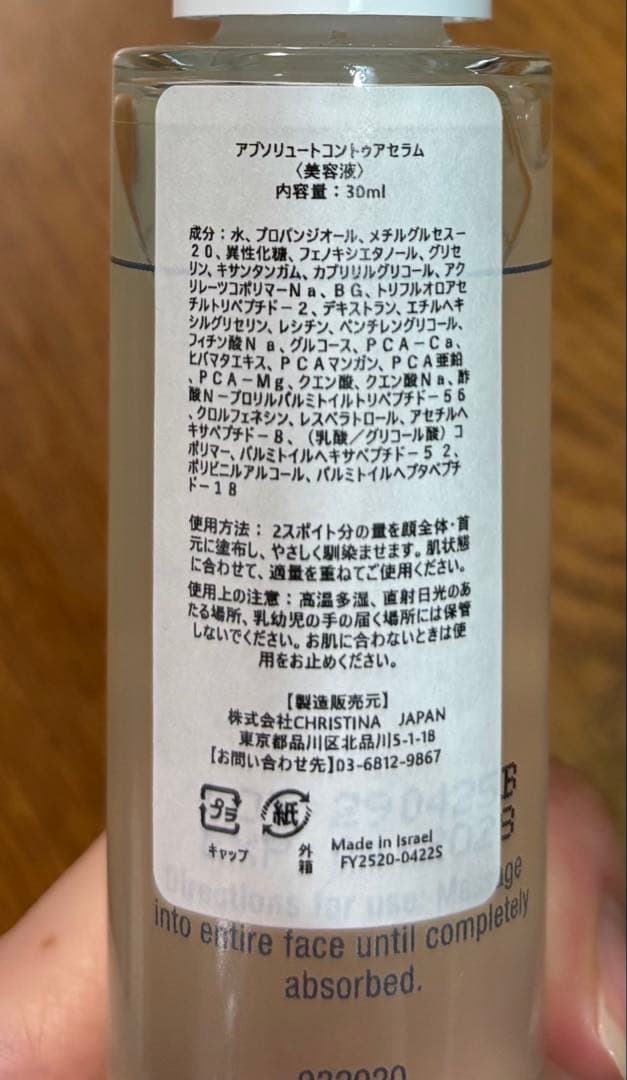 アブソリュートコントゥアセラム
〈美容液〉
内容量：30ml
成分：水、プロパンジオール、メチルグルセスー
２０、異性化糖、フェノキシエタノール、グリセ
リン、キサンタンガム、カプリリルグリコール、アク
リレーツコポリマーＮａ、ＢＧ、トリフルオロアセ
チルトリペプチドー２、デキストラン、エチルヘキ
シルグリセリン、レシチン、ペンチレングリコール、
フィチン酸Ｎａ、グルコース、ＰＣＡ－Ｃａ、
ヒバマタエキス、ＰＣＡマンガン、ＰＣＡ亜鉛
、ＰＣＡ－Ｍｇ、クエン酸、クエン酸Ｎａ、酢
酸Ｎ－プロリルパルミトイルトリペプチドー５６
、クロルフェネシン、レスベラトロール、アセチルヘ
キサペプチドー８、（乳酸／グリコール酸）コ
ポリマー、パルミトイルヘキサペプチドー５２、
ポリビニルアルコール、パルミトイルヘプタペプチ
ドー１８
使用方法：２スポイト分の量を顔全体・首
元に塗布し、やさしく馴染ませます。肌状態
に合わせて、適量を重ねてご使用ください。
使用上の注意：高温多湿、直射日光のあ
たる場所、乳幼児の手の届く場所には保管
しないでください。お肌に合わないときは使
用をお止めください。
【製造販売元】
株式会社CHRISTINA JAPAN
東京都品川区北品川5-1-18
【お問い合わせ先】03-6812-9867
プラ
キャップ
紙
外箱
Made in Israel
FY2520-0422S
Directions for use: Massage
into entire face until completely
absorbed.